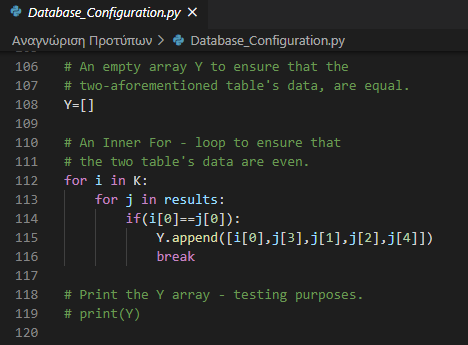 Database_Configuration.py ×
Αναγνώριση Προτύπων > Database_Configuration.py
106 # An empty array Y to ensure that the
107 # two-aforementioned table's data, are equal.
108 Y=[]
109
110 # An Inner For - loop to ensure that
111 # the two table's data are even.
112 for i in K:
113     for j in results:
114         if(i[0]==j[0]):
115             Y.append([i[0],j[3],j[1],j[2],j[4]])
116             break
117
118 # Print the Y array - testing purposes.
119 # print(Y)
120